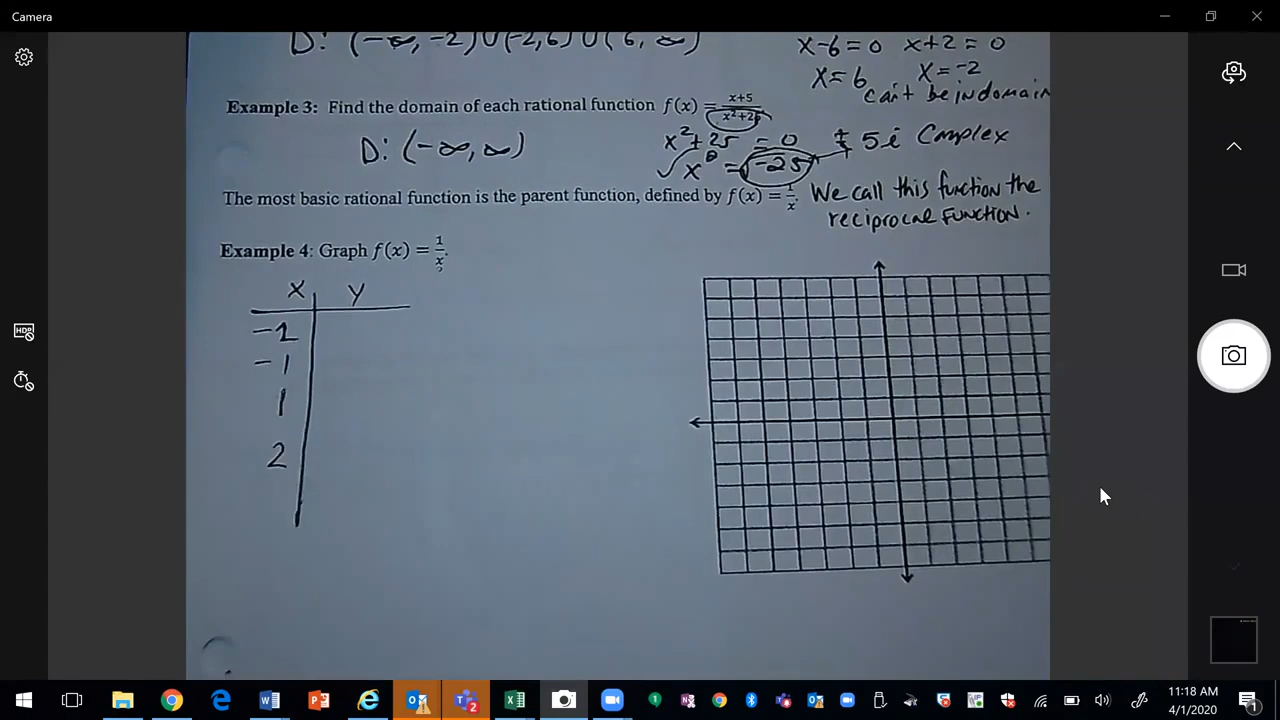 Camera
D: (-∞, -2) ∪ (-2, 6) ∪ (6, ∞)
x-6=0 x+2=0
x=6 x=-2
can't be in domain
Example 3: Find the domain of each rational function f(x) = x+5
D: (-∞, ∞)
x²+25 = 0 ± 5i Complex
-25
The most basic rational function is the parent function, defined by f(x) = 1/x.
We call this function the
reciprocal function.
Example 4: Graph f(x) = 1/x.
x y
-2
-1
1
2
11:18 AM
4/1/2020